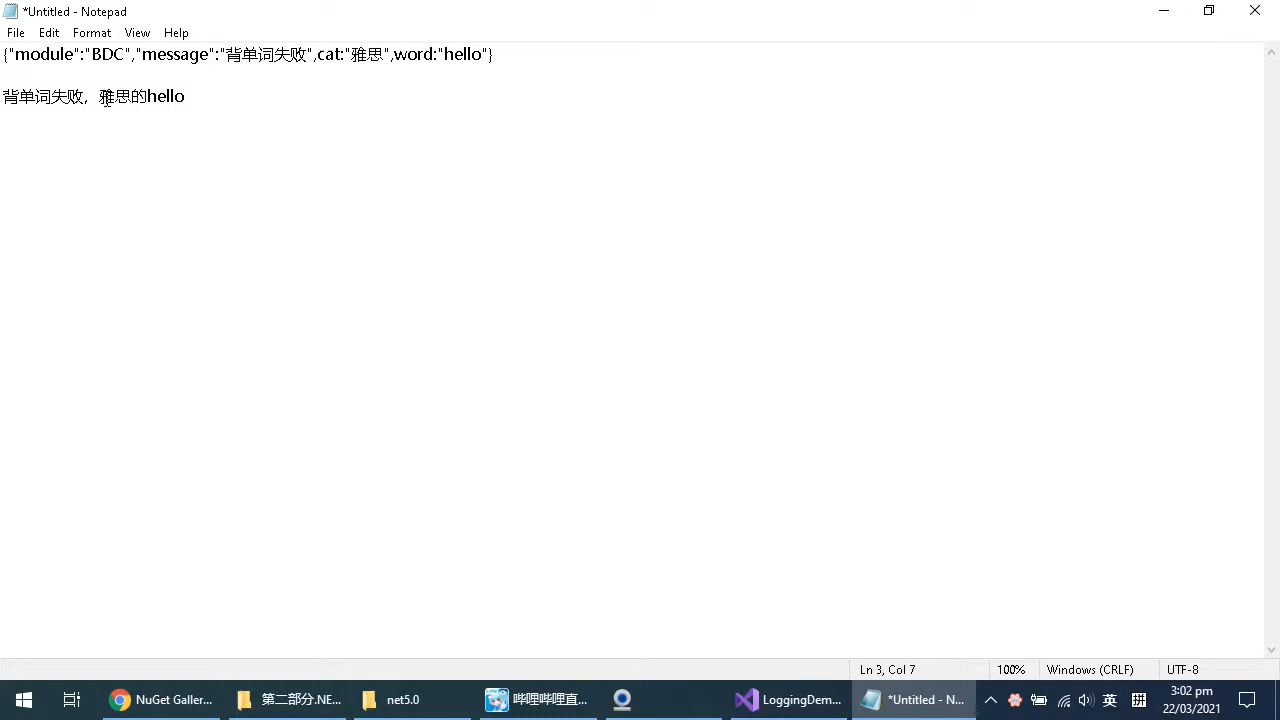 *Untitled - Notepad
File Edit Format View Help
{"module":"BDC","message":"背单词失败",cat:"雅思",word:"hello"}
背单词失败，雅思的hello
Ln 3, Col 7 100% Windows (CRLF) UTF-8
NuGet Galler... 第二部分.NE... net5.0 哔哩哔哩直... LoggingDem... *Untitled - N... 英 拼 3:02 pm
22/03/2021